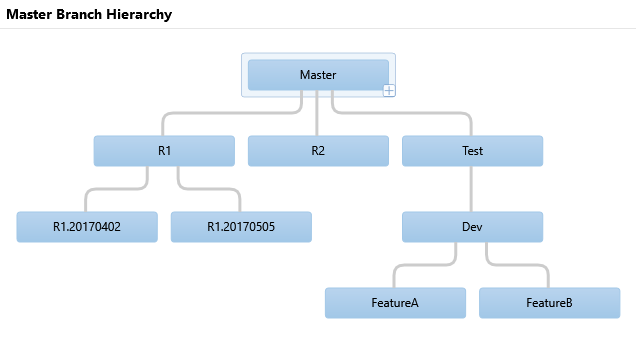 Master Branch Hierarchy
Master
R1
R2
Test
R1.20170402
R1.20170505
Dev
FeatureA
FeatureB